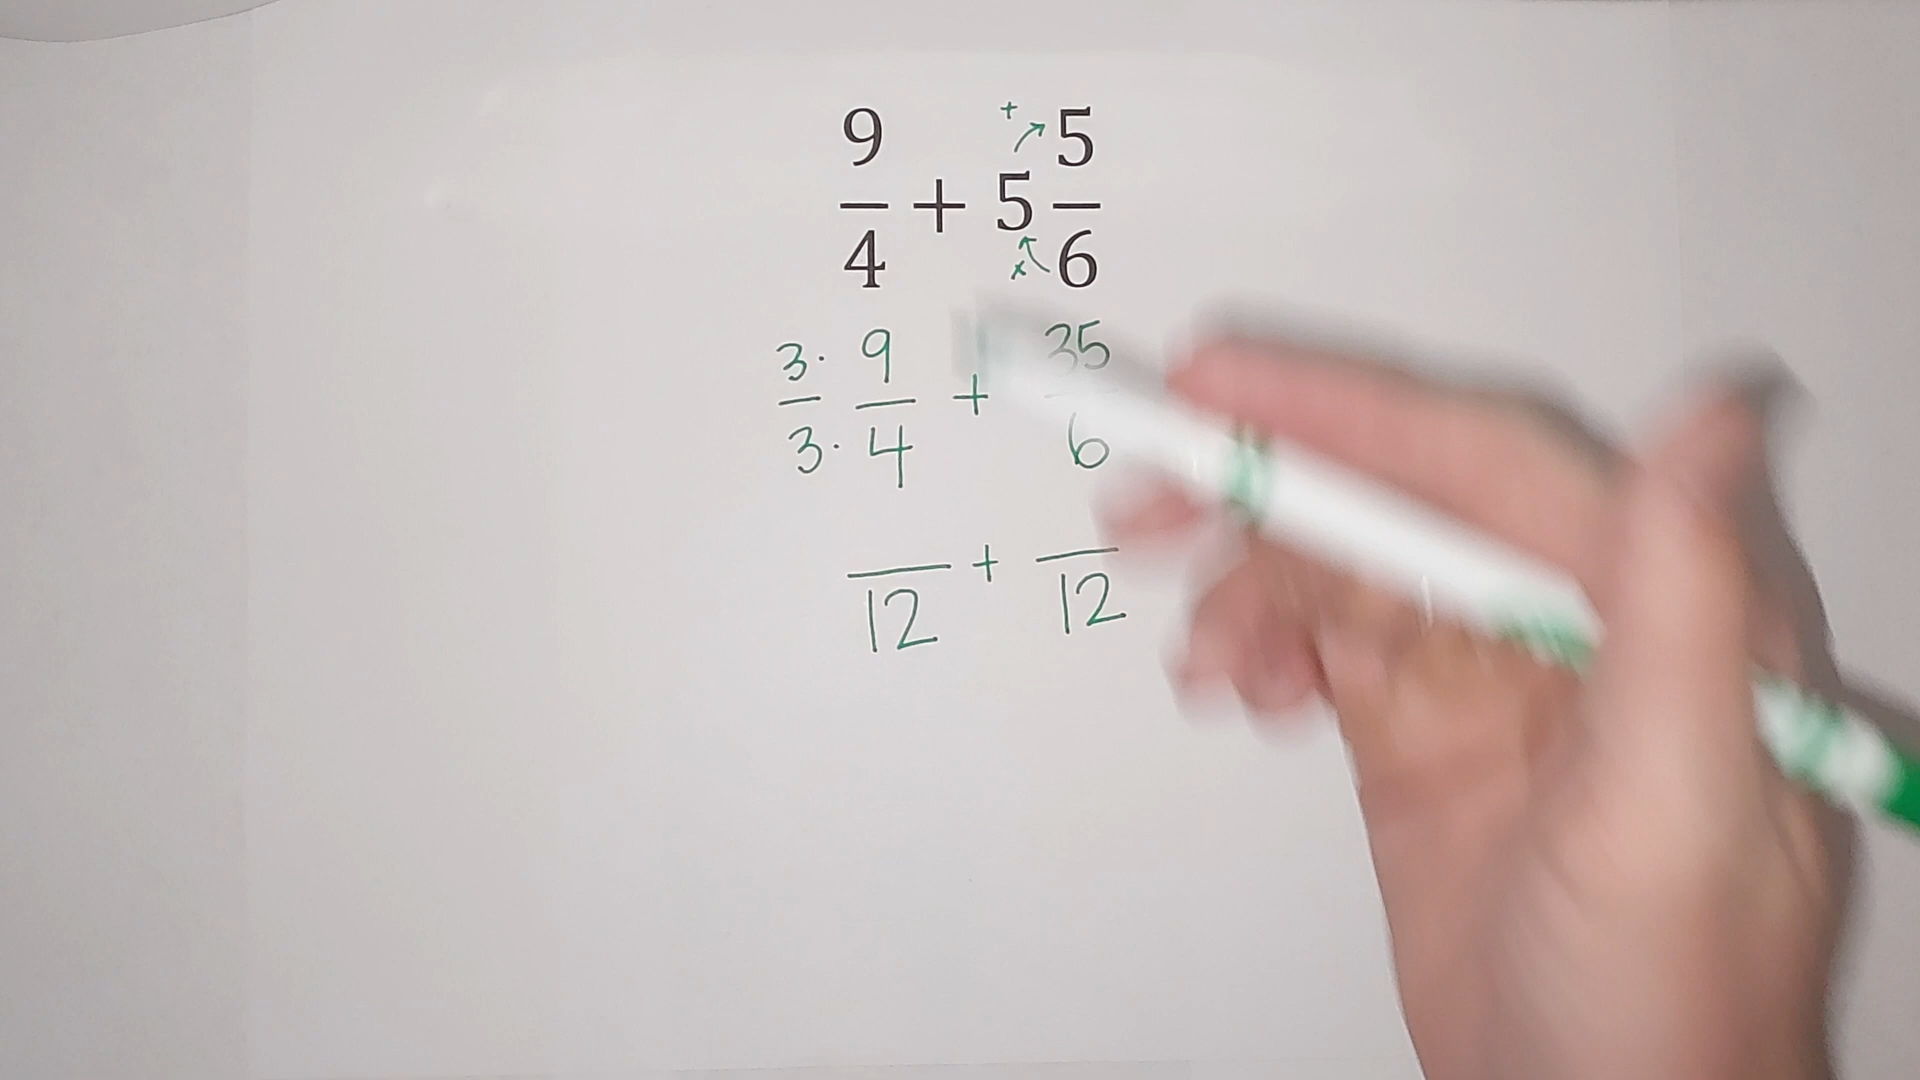 9/4 + 5 5/6
+
x
3·/3· 9/4 + 35/6
/12 + /12